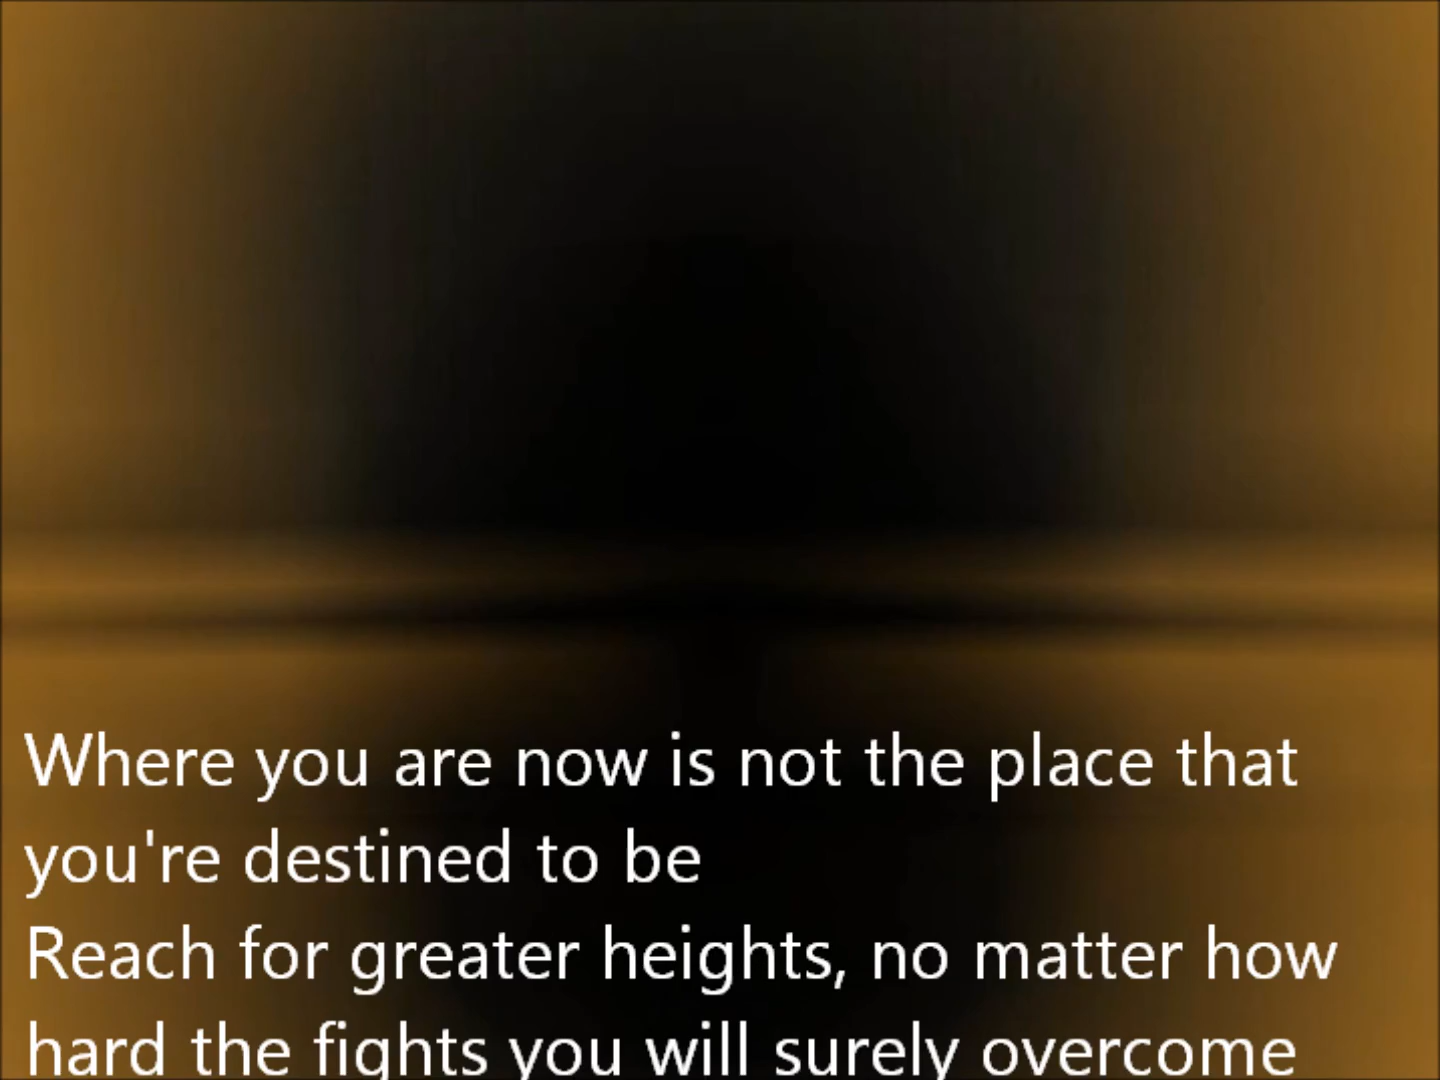 Where you are now is not the place that
you're destined to be
Reach for greater heights, no matter how
hard the fights you will surely overcome